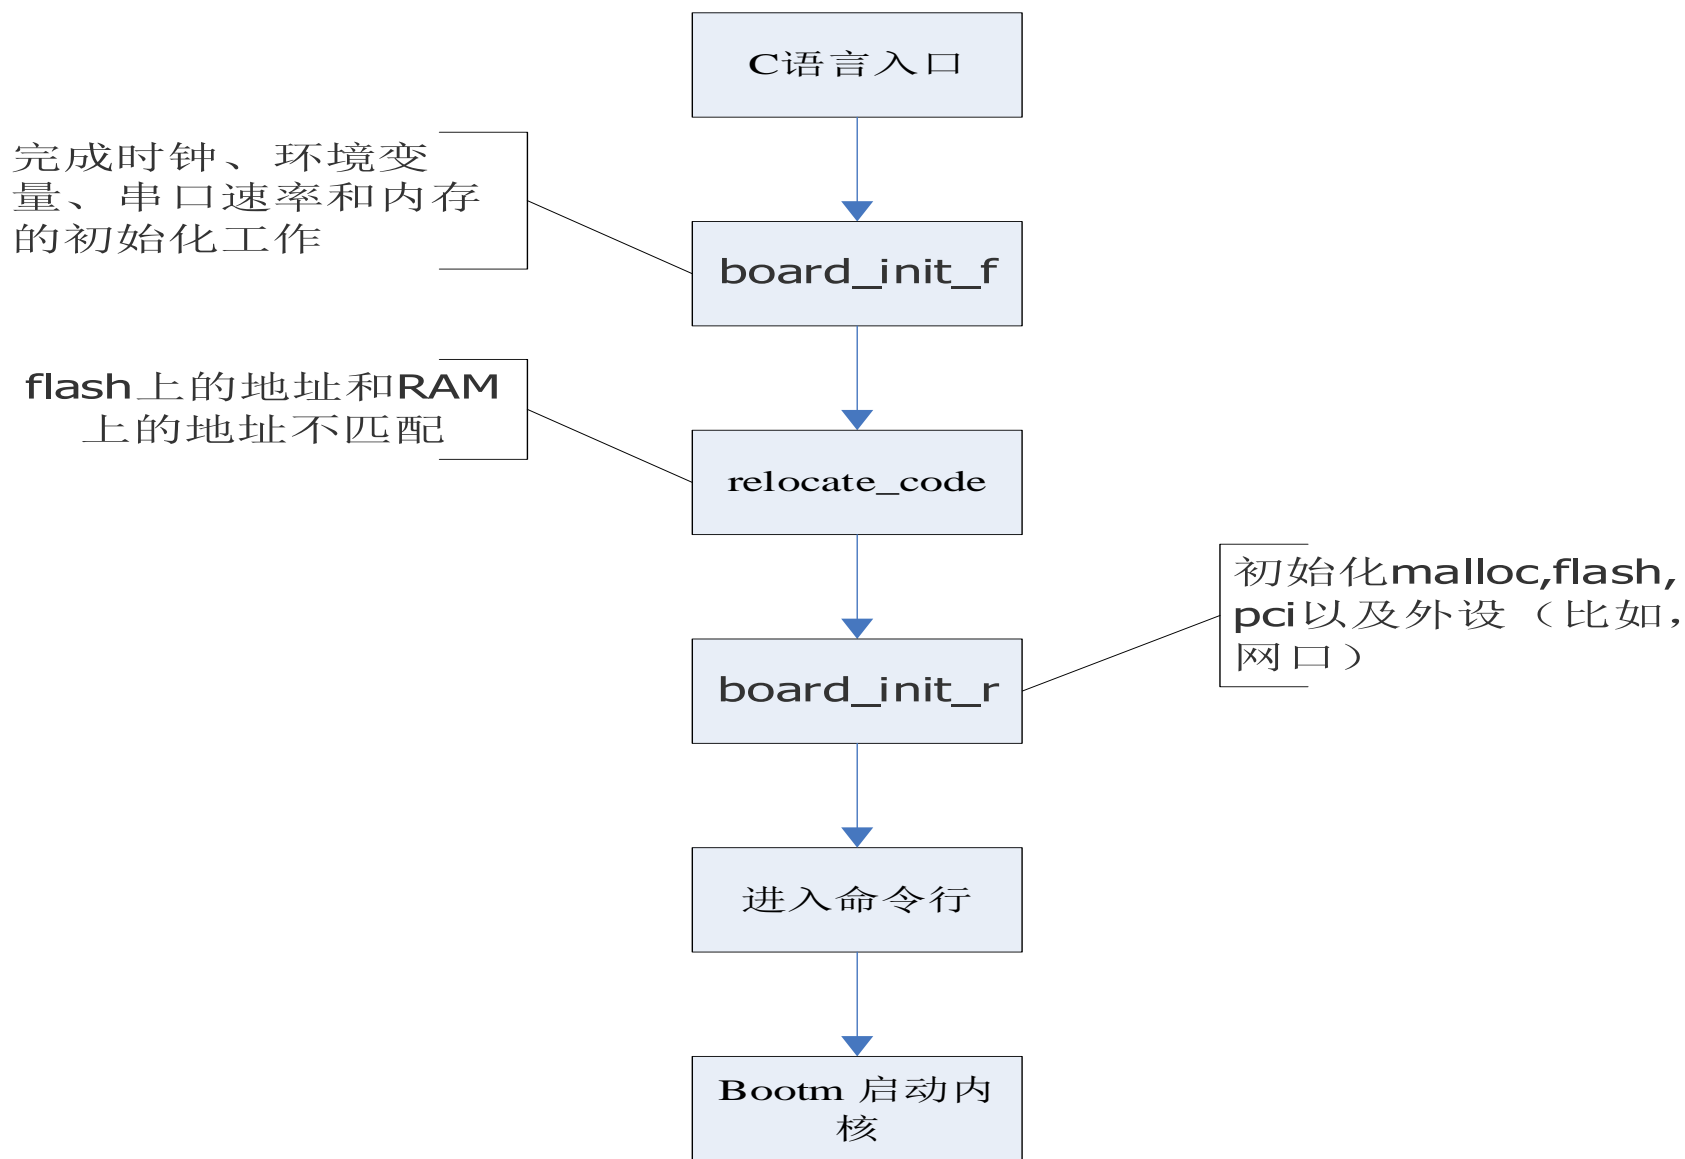 C语言入口
完成时钟、环境变
量、串口速率和内存
的初始化工作
board_init_f
flash上的地址和RAM
上的地址不匹配
relocate_code
初始化malloc,flash,
pci以及外设（比如，
网口）
board_init_r
进入命令行
Bootm 启动内
核